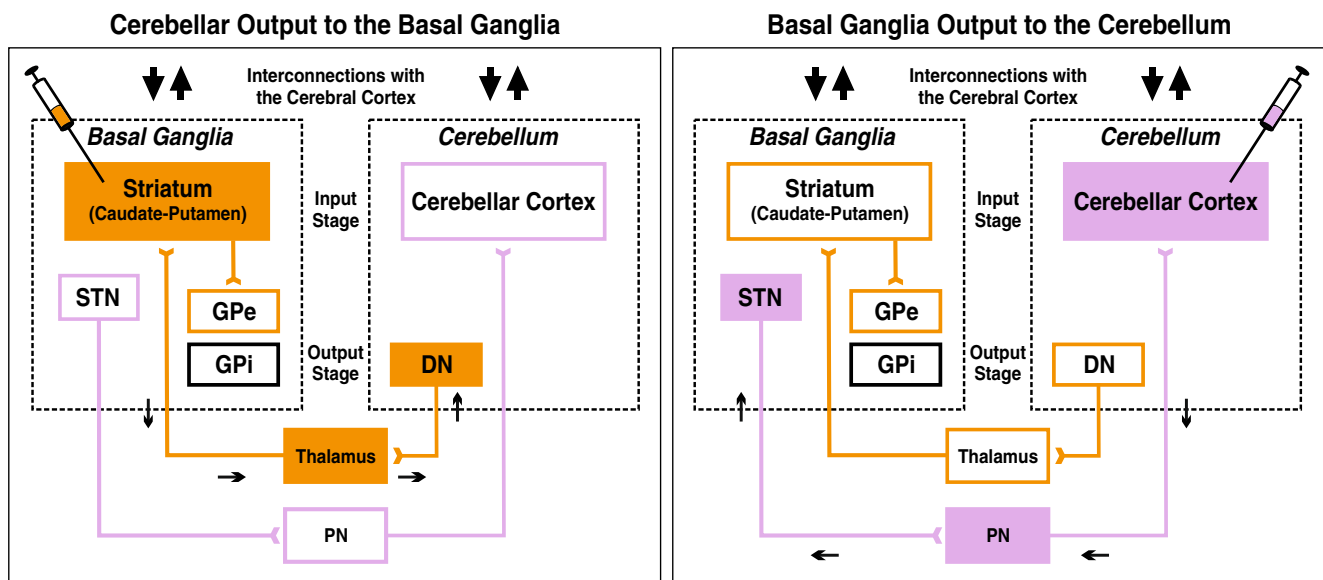 Cerebellar Output to the Basal Ganglia
Interconnections with
the Cerebral Cortex
Basal Ganglia
Cerebellum
Striatum
(Caudate-Putamen)
Input
Stage
Cerebellar Cortex
STN
GPe
GPi
Output
Stage
DN
Thalamus
PN
Basal Ganglia Output to the Cerebellum
Interconnections with
the Cerebral Cortex
Basal Ganglia
Cerebellum
Striatum
(Caudate-Putamen)
Input
Stage
Cerebellar Cortex
STN
GPe
GPi
Output
Stage
DN
Thalamus
PN